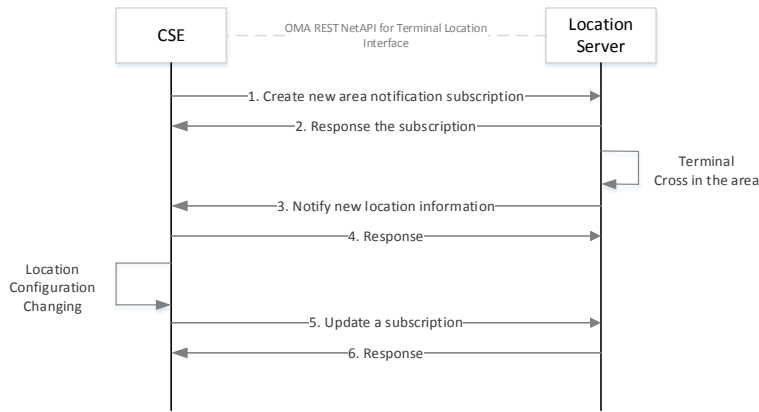 CSE
OMA REST NetAPI for Terminal Location
Interface
Location
Server
1. Create new area notification subscription
2. Response the subscription
Terminal
Cross in the area
3. Notify new location information
4. Response
Location
Configuration
Changing
5. Update a subscription
6. Response